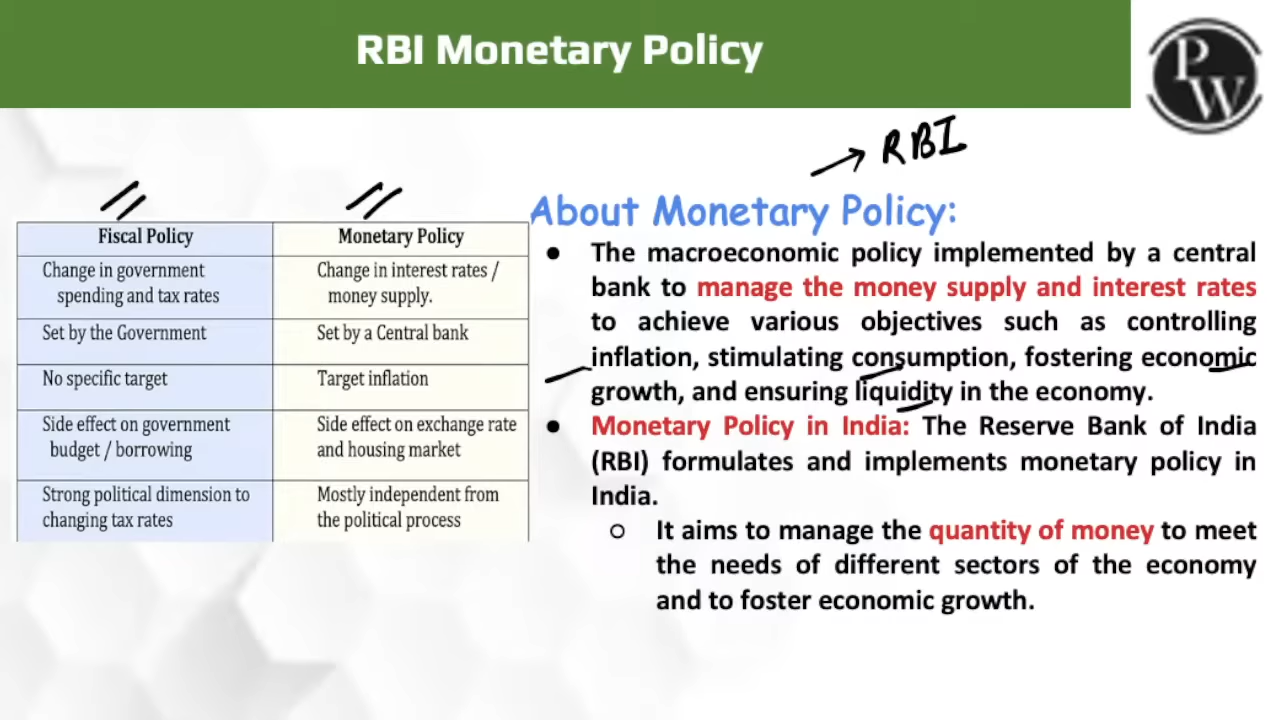 RBI Monetary Policy
P
W
→ RBI
Fiscal Policy
Monetary Policy
Change in government
spending and tax rates
Change in interest rates /
money supply.
Set by the Government
Set by a Central bank
No specific target
Target inflation
Side effect on government
budget / borrowing
Side effect on exchange rate
and housing market
Strong political dimension to
changing tax rates
Mostly independent from
the political process
About Monetary Policy:
● The macroeconomic policy implemented by a central
bank to manage the money supply and interest rates
to achieve various objectives such as controlling
inflation, stimulating consumption, fostering economic
growth, and ensuring liquidity in the economy.
● Monetary Policy in India: The Reserve Bank of India
(RBI) formulates and implements monetary policy in
India.
○ It aims to manage the quantity of money to meet
the needs of different sectors of the economy
and to foster economic growth.